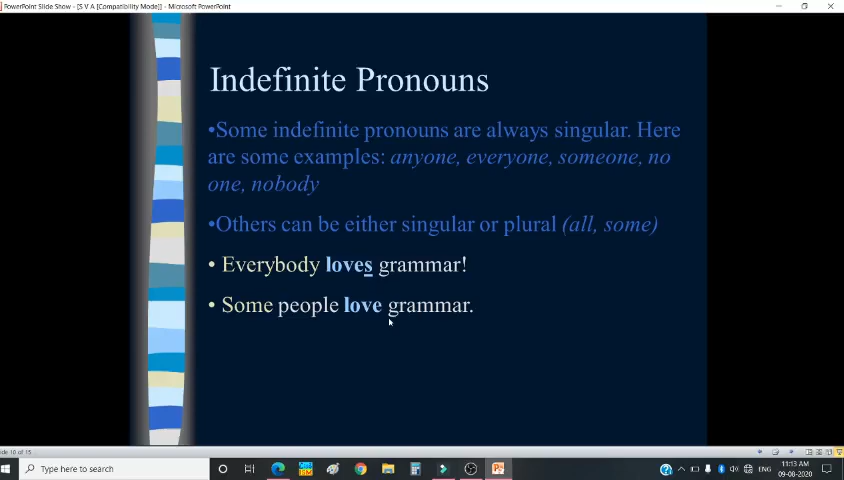 PowerPoint Slide Show - [S V A [Compatibility Mode]] - PowerPoint
Indefinite Pronouns
•Some indefinite pronouns are always singular. Here
are some examples: anyone, everyone, someone, no
one, nobody
•Others can be either singular or plural (all, some)
• Everybody loves grammar!
• Some people love grammar.
10 of 15
Type here to search
ENG
11:13 AM
09-08-2020